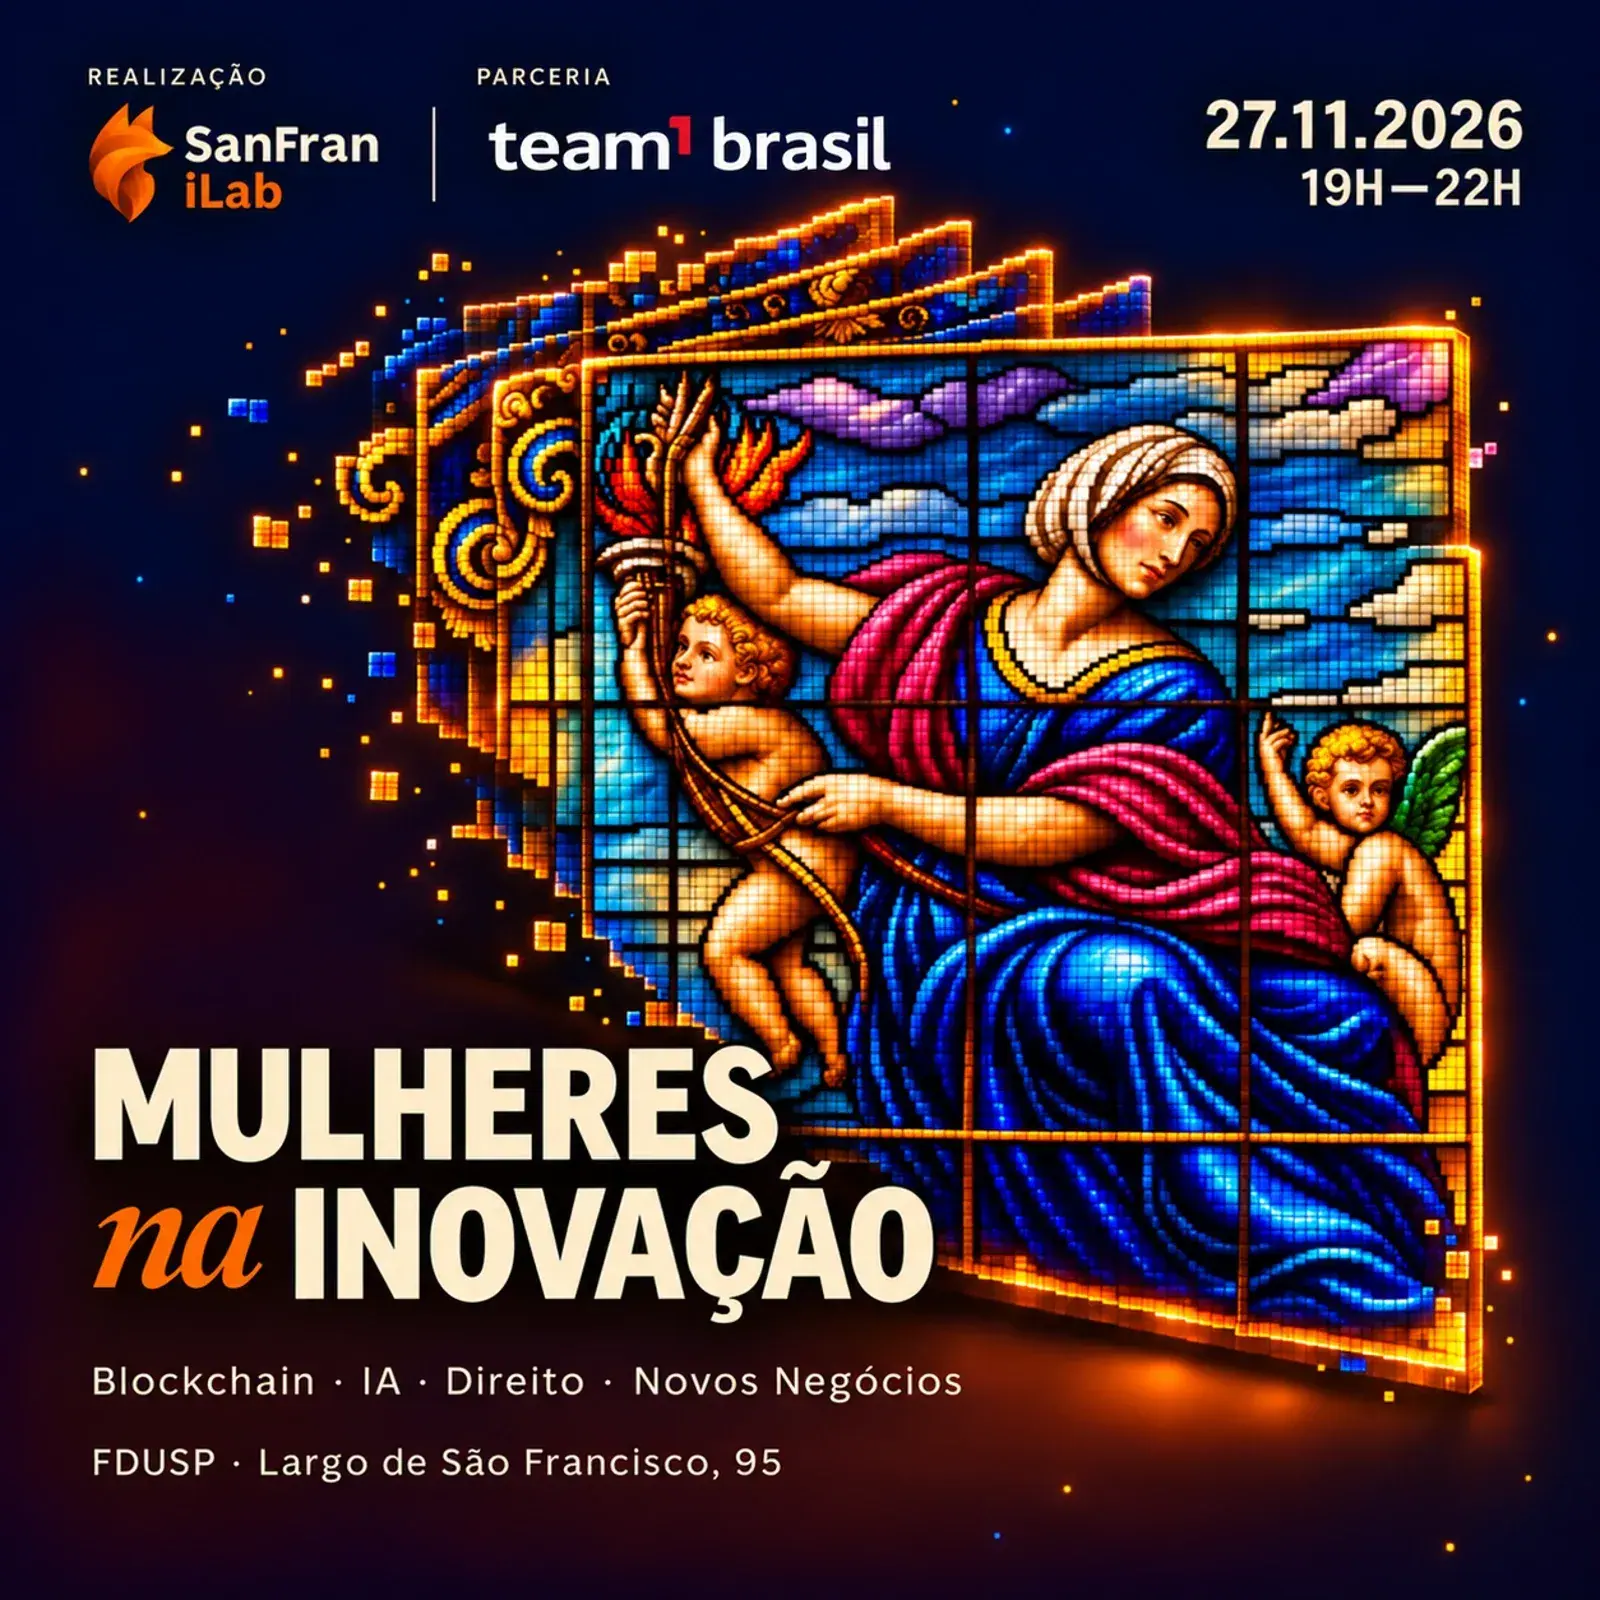 REALIZAÇÃO
SanFran
iLab
PARCERIA
team1 brasil
27.11.2026
19H—22H
MULHERES
na INOVAÇÃO
Blockchain · IA · Direito · Novos Negócios
FDUSP · Largo de São Francisco, 95